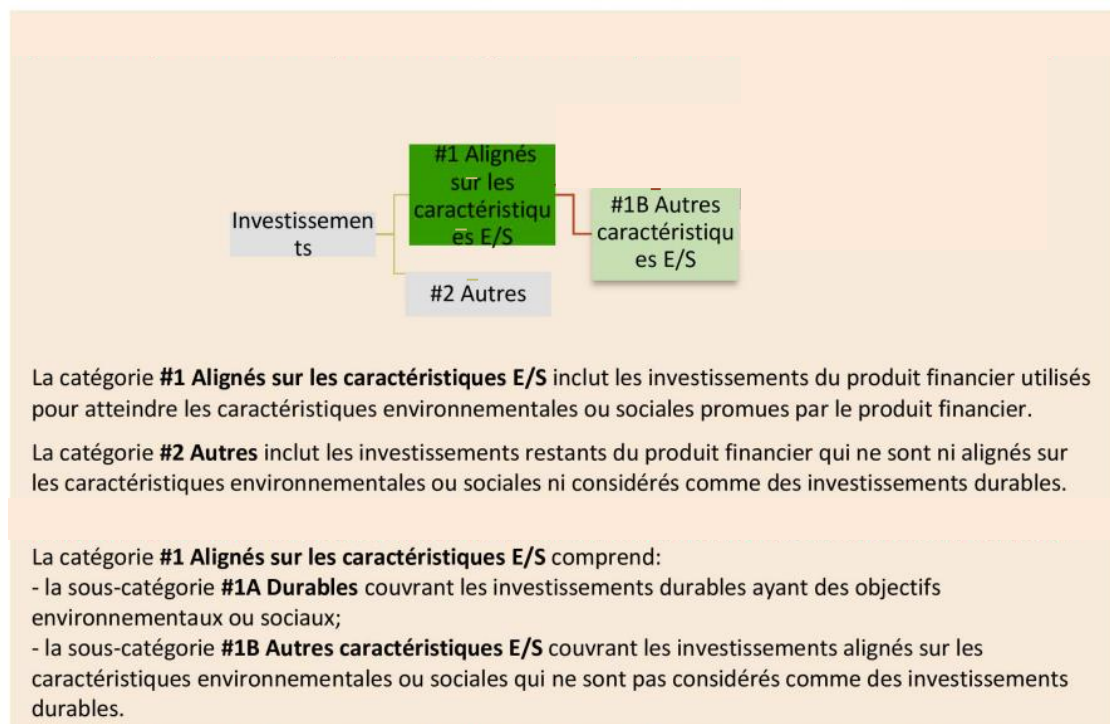 #1 Alignés
sur les
caractéristiqu
es E/S
Investissemen
ts
#1B Autres
caractéristiqu
es E/S
#2 Autres
La catégorie #1 Alignés sur les caractéristiques E/S inclut les investissements du produit financier utilisés
pour atteindre les caractéristiques environnementales ou sociales promues par le produit financier.
La catégorie #2 Autres inclut les investissements restants du produit financier qui ne sont ni alignés sur
les caractéristiques environnementales ou sociales ni considérés comme des investissements durables.
La catégorie #1 Alignés sur les caractéristiques E/S comprend:
- la sous-catégorie #1A Durables couvrant les investissements durables ayant des objectifs
environnementaux ou sociaux;
- la sous-catégorie #1B Autres caractéristiques E/S couvrant les investissements alignés sur les
caractéristiques environnementales ou sociales qui ne sont pas considérés comme des investissements
durables.